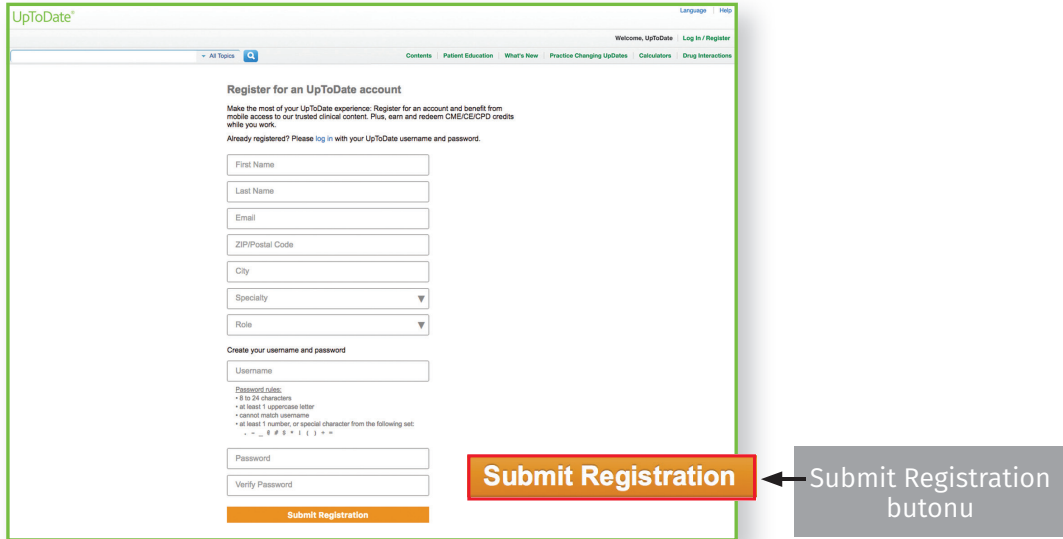 UpToDate®
Language Help
Welcome, UpToDate Log In / Register
All Topics
Contents Patient Education What's New Practice Changing UpDates Calculators Drug Interactions
Register for an UpToDate account
Make the most of your UpToDate experience: Register for an account and benefit from
mobile access to our trusted clinical content. Plus, earn and redeem CME/CE/CPD credits
while you work.
Already registered? Please log in with your UpToDate username and password.
First Name
Last Name
Email
ZIP/Postal Code
City
Specialty
Role
Create your username and password
Username
Password rules:
• 8 to 24 characters
• at least 1 uppercase letter
• cannot match username
• at least 1 number, or special character from the following set:
Password
Verify Password
Submit Registration
Submit Registration
Submit Registration
butonu